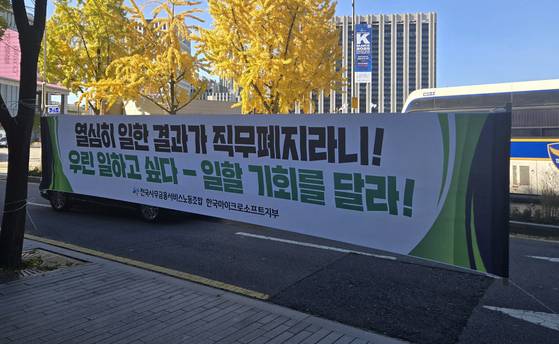 열심히 일한 결과가 직무폐지라니!
우린 일하고 싶다 - 일할 기회를 달라!
전국사무금융서비스노동조합 한국마이크로소프트지부
K